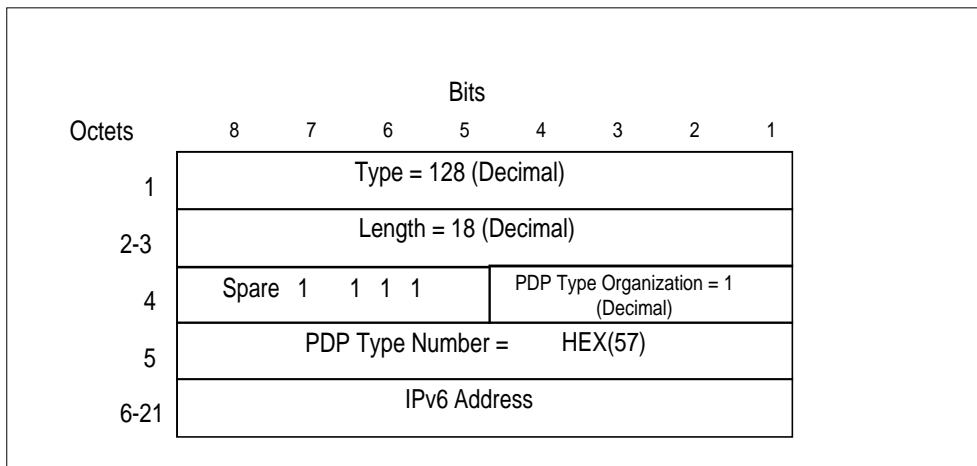 Bits
Octets 8 7 6 5 4 3 2 1
1 Type = 128 (Decimal)
2-3 Length = 18 (Decimal)
4 Spare 1 1 1 1 PDP Type Organization = 1
(Decimal)
5 PDP Type Number = HEX(57)
6-21 IPv6 Address